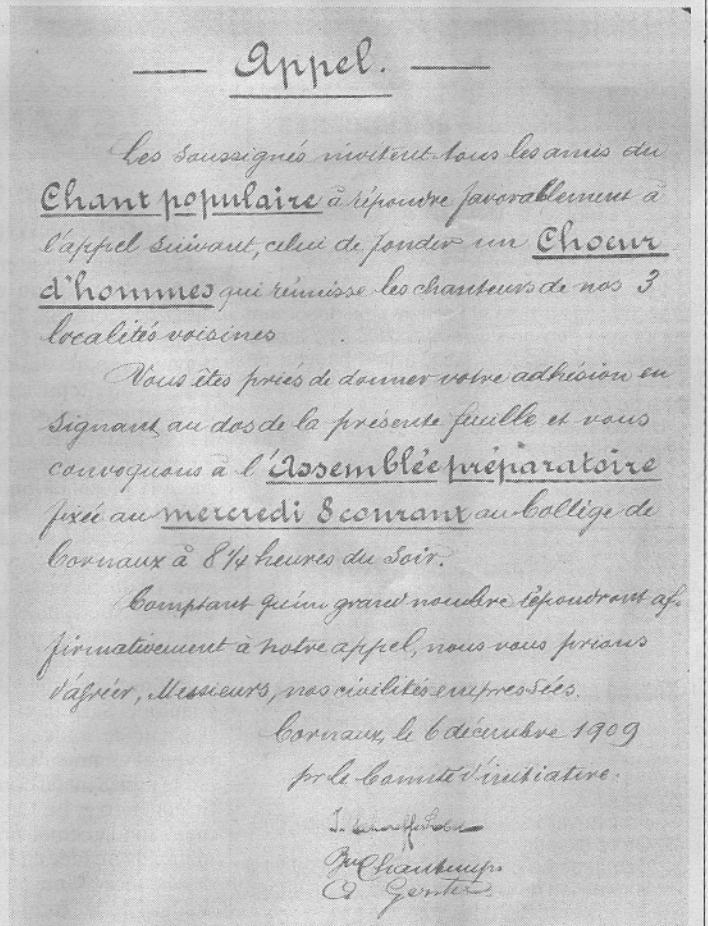 Appel.
Les soussignés invitent tous les amis du
Chant populaire à répondre favorablement à
l'appel suivant, celui de fonder un Choeur
d'hommes qui réunisse les chanteurs de nos 3
localités voisines
Vous êtes priés de donner votre adhésion en
signant au dos de la présente feuille et vous
convoquons à l'Assemblée préparatoire
fixée au mercredi 8 courant au Collège de
Cornaux à 8¼ heures du soir.
Comptant qu'un grand nombre répondront af-
firmativement à notre appel, nous vous prions
d'agréer, Messieurs, nos civilités empressées.
Cornaux, le 6 décembre 1909
pr le Comité d'initiative.
Chantemps